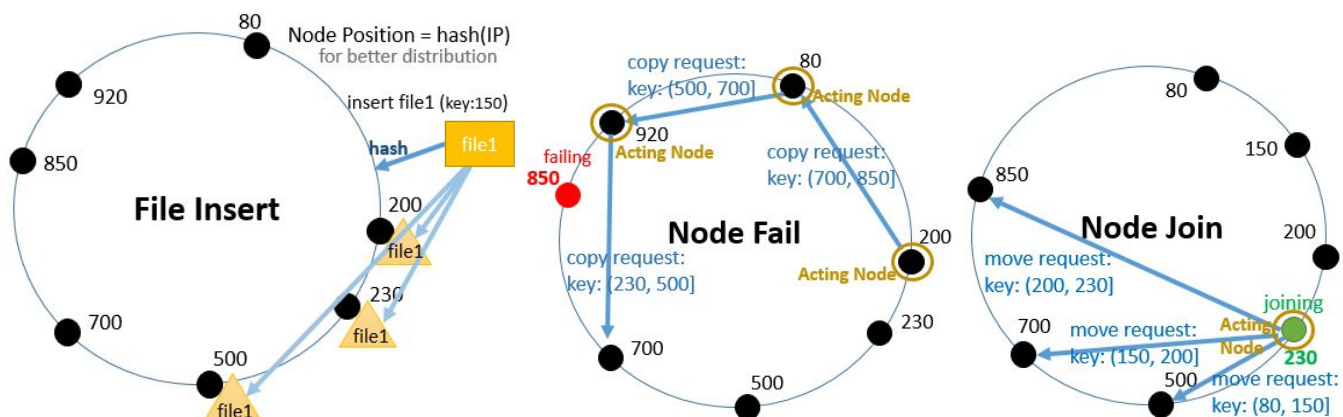 80
Node Position = hash(IP)
for better distribution
920
insert file1 (key:150)
hash
file1
850
File Insert
200
file1
230
file1
700
500
file1
copy request:
key: (500, 700]
80
Acting Node
920
Acting Node
failing
850
copy request:
key: (700, 850]
Node Fail
200
Acting Node
copy request:
key: (230, 500]
230
700
500
80
150
850
Node Join
200
move request:
key: (200, 230]
joining
Acting
Node
230
700
move request:
key: (150, 200]
500
move request:
key: (80, 150]